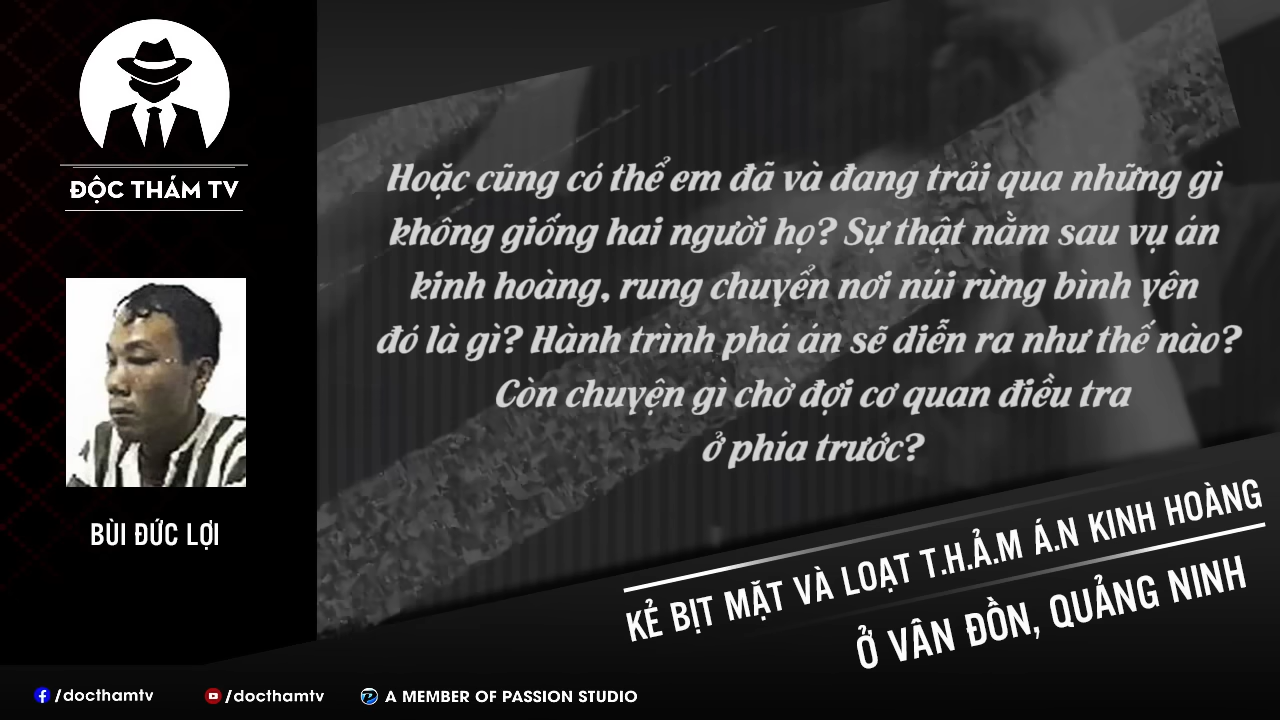 ĐỘC THÁM TV
BÙI ĐỨC LỢI
Hoặc cũng có thể em đã và đang trải qua những gì
không giống hai người họ? Sự thật nằm sau vụ án
kinh hoàng, rung chuyển nơi núi rừng bình yên
đó là gì? Hành trình phá án sẽ diễn ra như thế nào?
Còn chuyện gì chờ đợi cơ quan điều tra
ở phía trước?
KẺ BỊT MẶT VÀ LOẠT T.H.Ả.M Á.N KINH HOÀNG
Ở VÂN ĐỒN, QUẢNG NINH
/docthamtv
/docthamtv
A MEMBER OF PASSION STUDIO